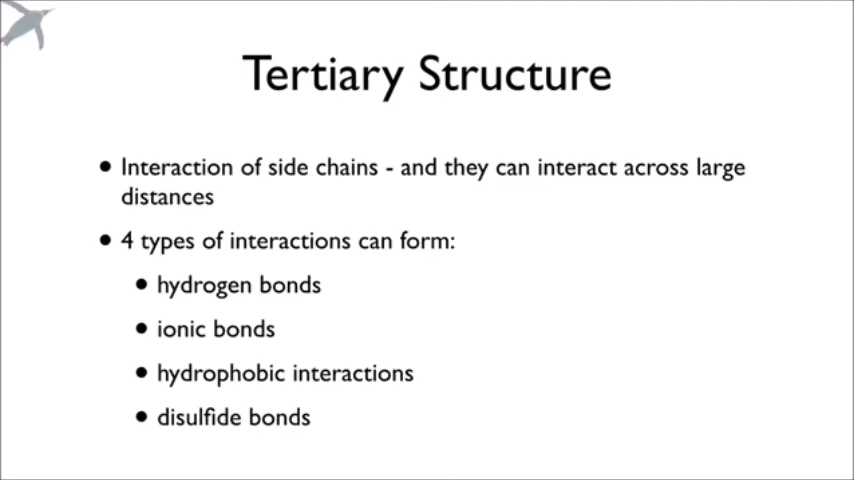 Tertiary Structure
• Interaction of side chains - and they can interact across large
distances
• 4 types of interactions can form:
• hydrogen bonds
• ionic bonds
• hydrophobic interactions
• disulfide bonds